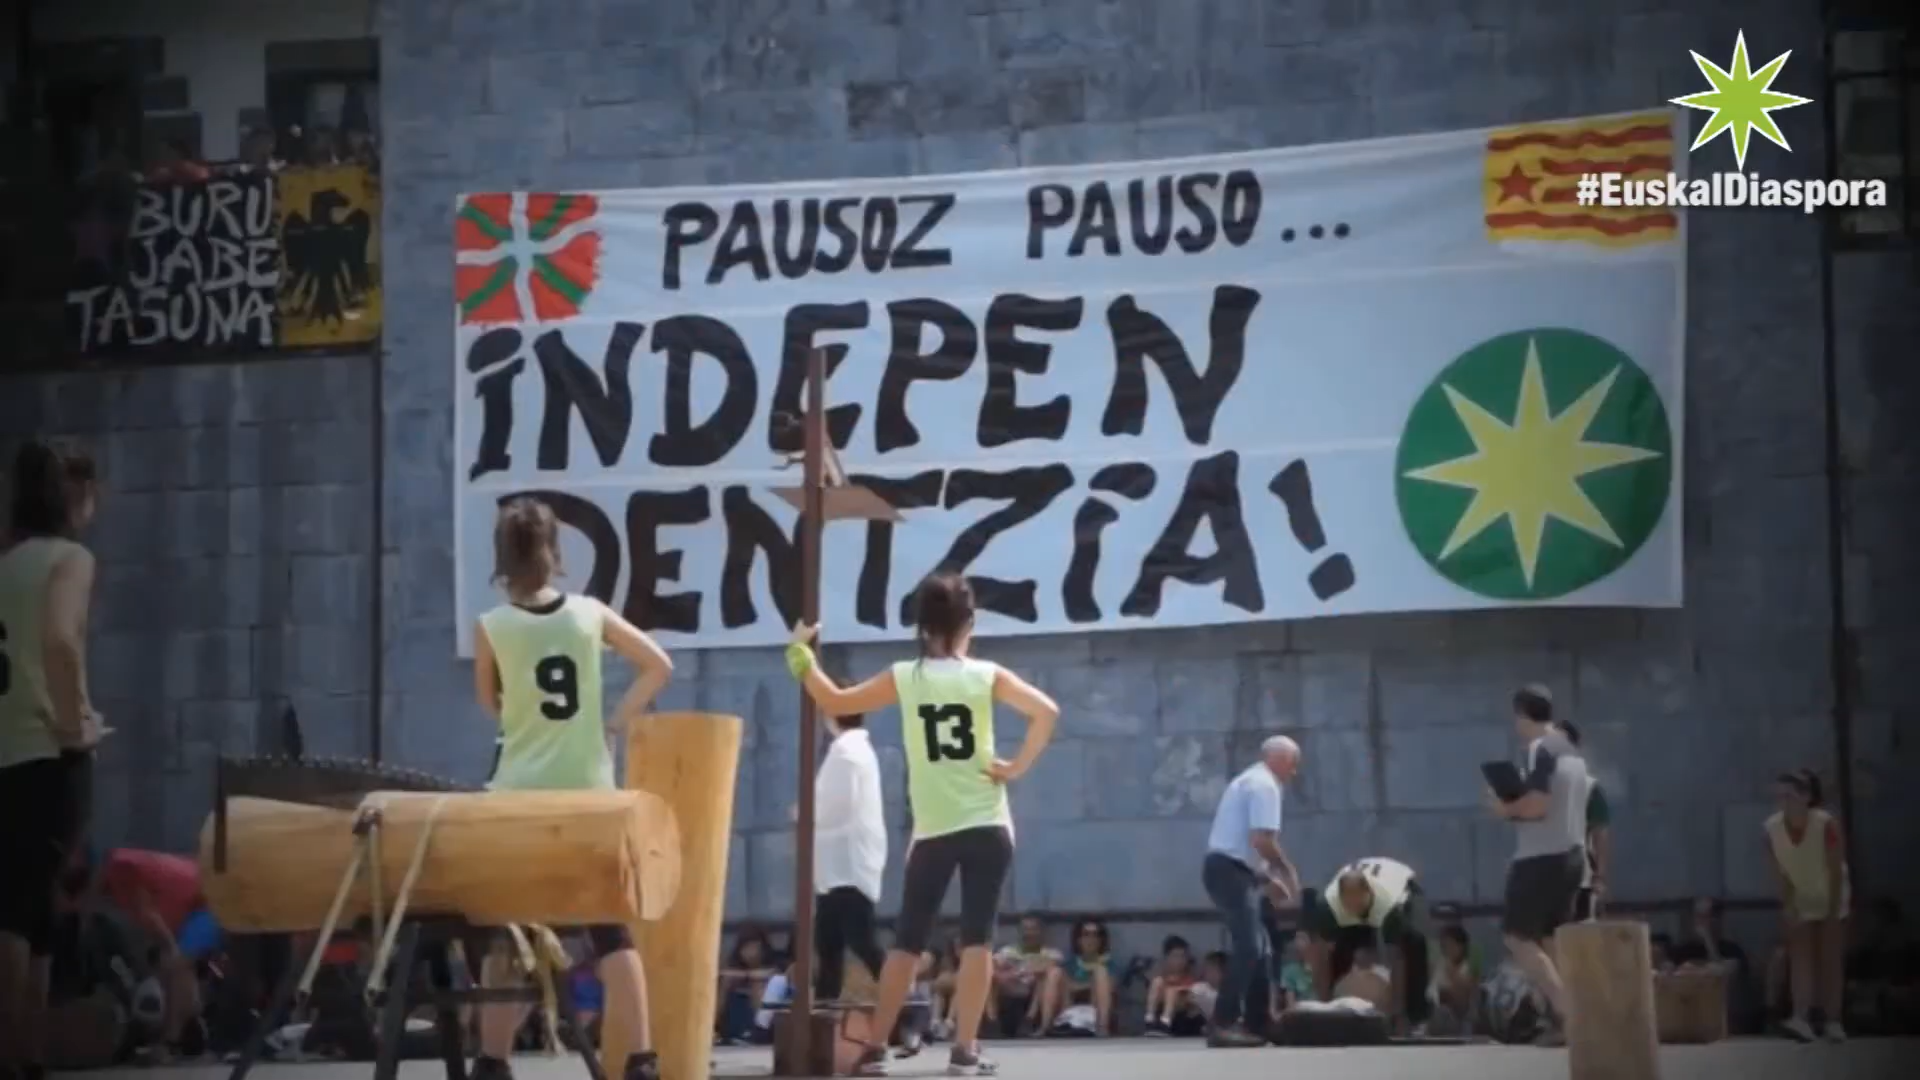 #EuskalDiaspora
BURU
JABE
TASUNA
PAUSOZ PAUSO...
INDEPEN
DENTZIA!
9
13